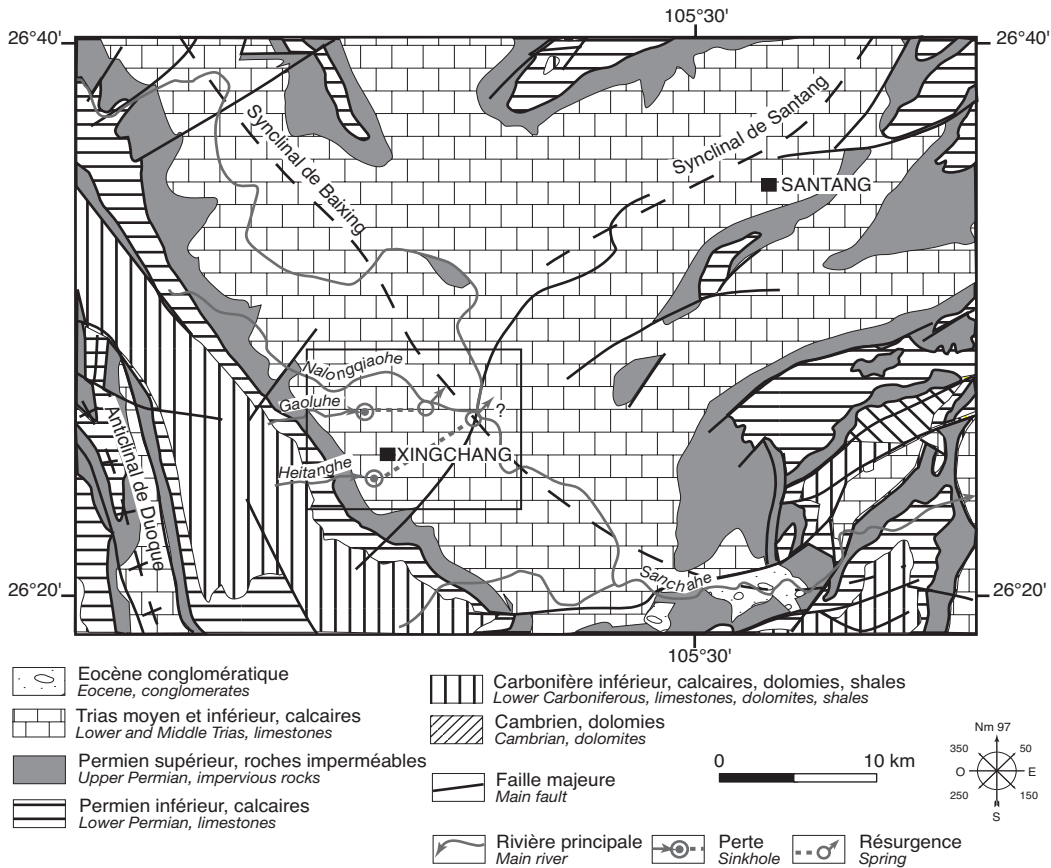 105°30'
26°40'
26°40'
Synclinal de Baixing
Synclinal de Santang
SANTANG
Nalongqiaohe
Gaoluhe
?
XINGCHANG
Heitanghe
Anticlinal de Duoque
Sanchahe
26°20'
26°20'
105°30'
Eocène conglomératique
Eocene, conglomerates
Trias moyen et inférieur, calcaires
Lower and Middle Trias, limestones
Permien supérieur, roches imperméables
Upper Permian, impervious rocks
Permien inférieur, calcaires
Lower Permian, limestones
Carbonifère inférieur, calcaires, dolomies, shales
Lower Carboniferous, limestones, dolomites, shales
Cambrien, dolomies
Cambrian, dolomites
Faille majeure
Main fault
0 10 km
Nm 97
350 50
O E
250 150
S
Rivière principale
Main river
Perte
Sinkhole
Résurgence
Spring